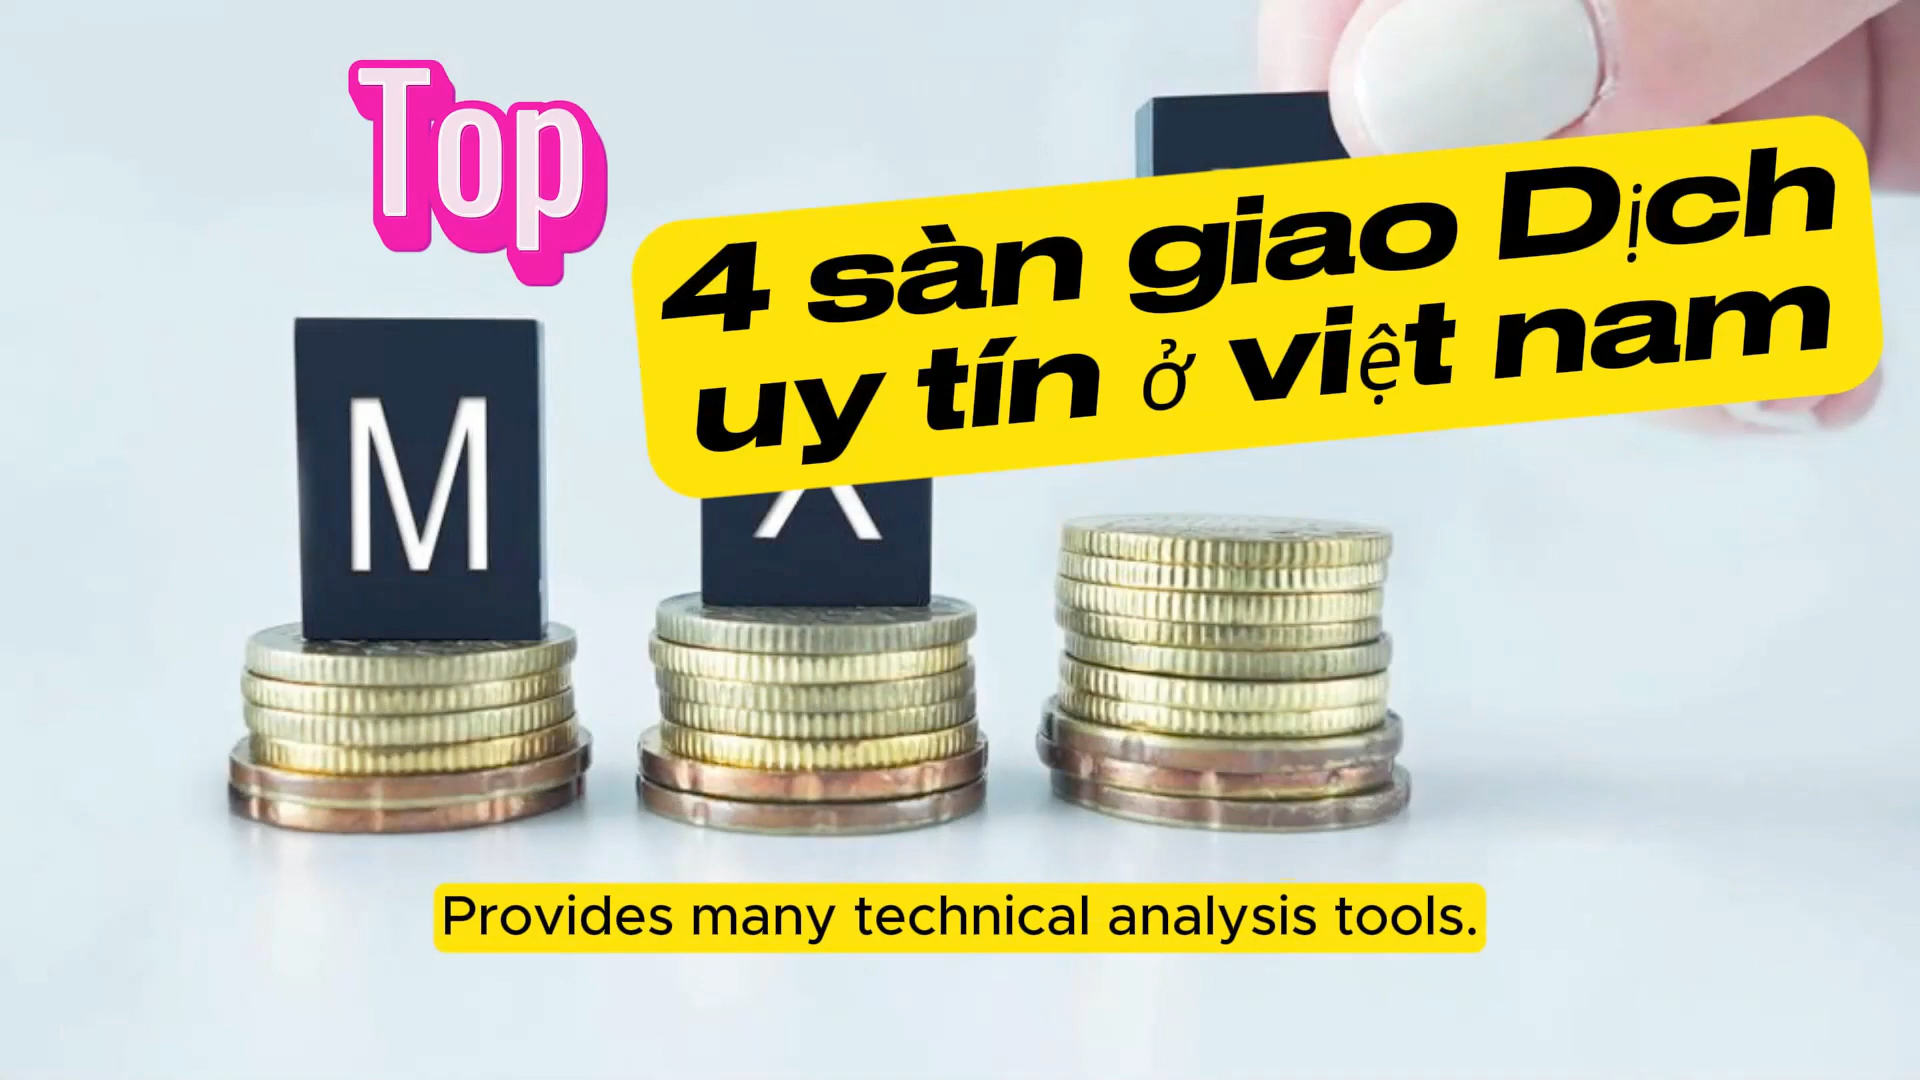 Top
4 sàn giao Dịch
uy tín ở việt nam
M
X
Provides many technical analysis tools.